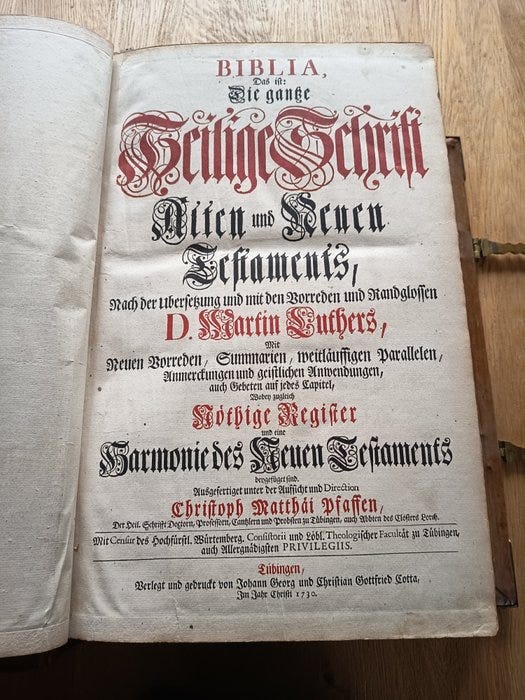 BIBLIA,
Das ist:
Die gantze
Heilige Schrift
Alten und Neuen
Testaments,
Nach der Ubersetzung und mit den Vorreden und Randglossen
D. Martin Luthers,
Mit
Neuen Vorreden, Summarien, weitläuffigen Parallelen,
Anmerckungen und geistlichen Anwendungen,
auch Gebeten auf jedes Capitel,
Wobey zugleich
Nöthige Register
und eine
Harmonie des Neuen Testaments
beygefüget sind.
Ausgefertiget unter der Aufsicht und Direction
Christoph Matthäi Pfaffen,
Der Heil. Schrifft Doctorn, Professorn, Cantzlern und Probsten zu Tübingen, auch Abbten des Closters Lorch.
Mit Censur des Hochfürstl. Würtemberg. Consistorii und Löbl. Theologischer Facultät zu Tübingen,
auch Allergnädigsten PRIVILEGIIS.
Tübingen,
Verlegt und gedruckt von Johann Georg und Christian Gottfried Cotta,
Im Jahr Christi 1730.